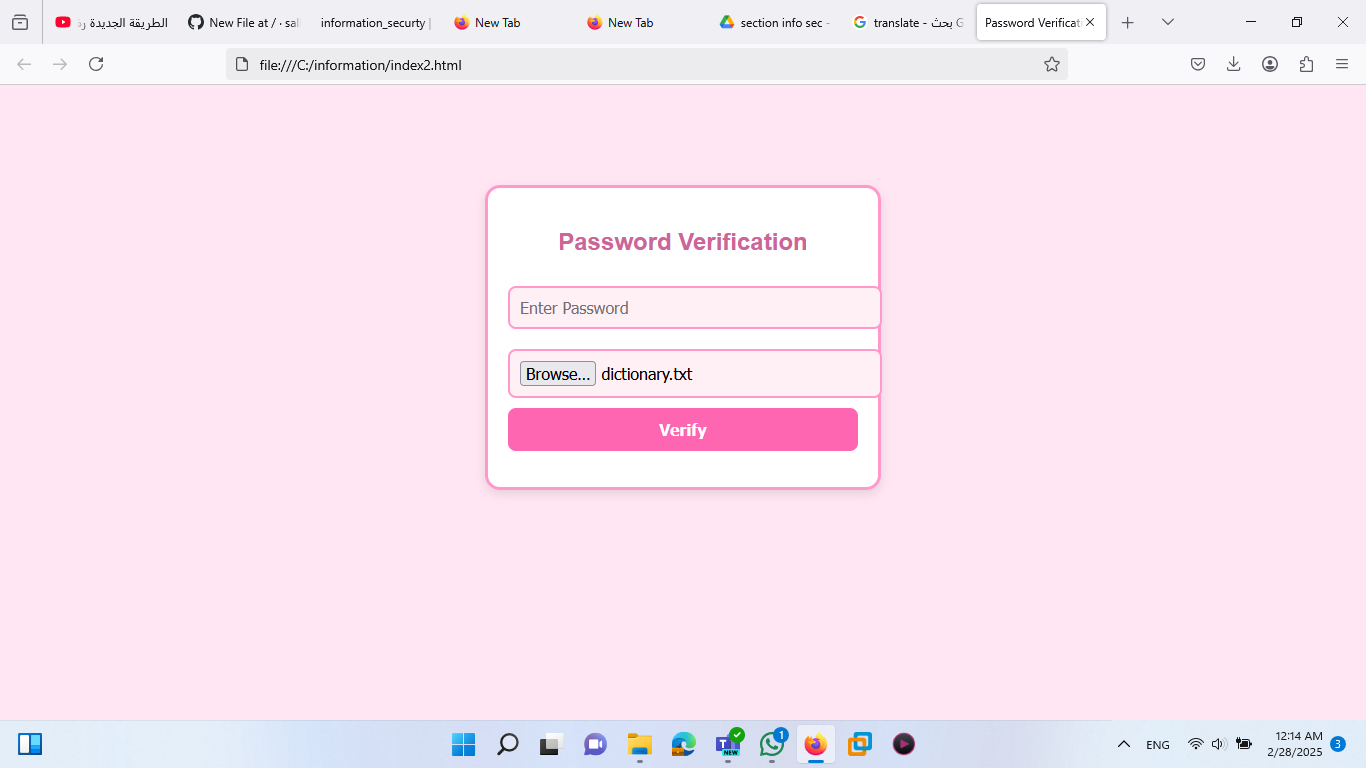 الطريقة الجديدة
New File at / · sal
information_securty |
New Tab
New Tab
section info sec -
translate - بحث G
Password Verificati
file:///C:/information/index2.html
Password Verification
Enter Password
Browse...
dictionary.txt
Verify
NEW
1
ENG
12:14 AM
2/28/2025
3